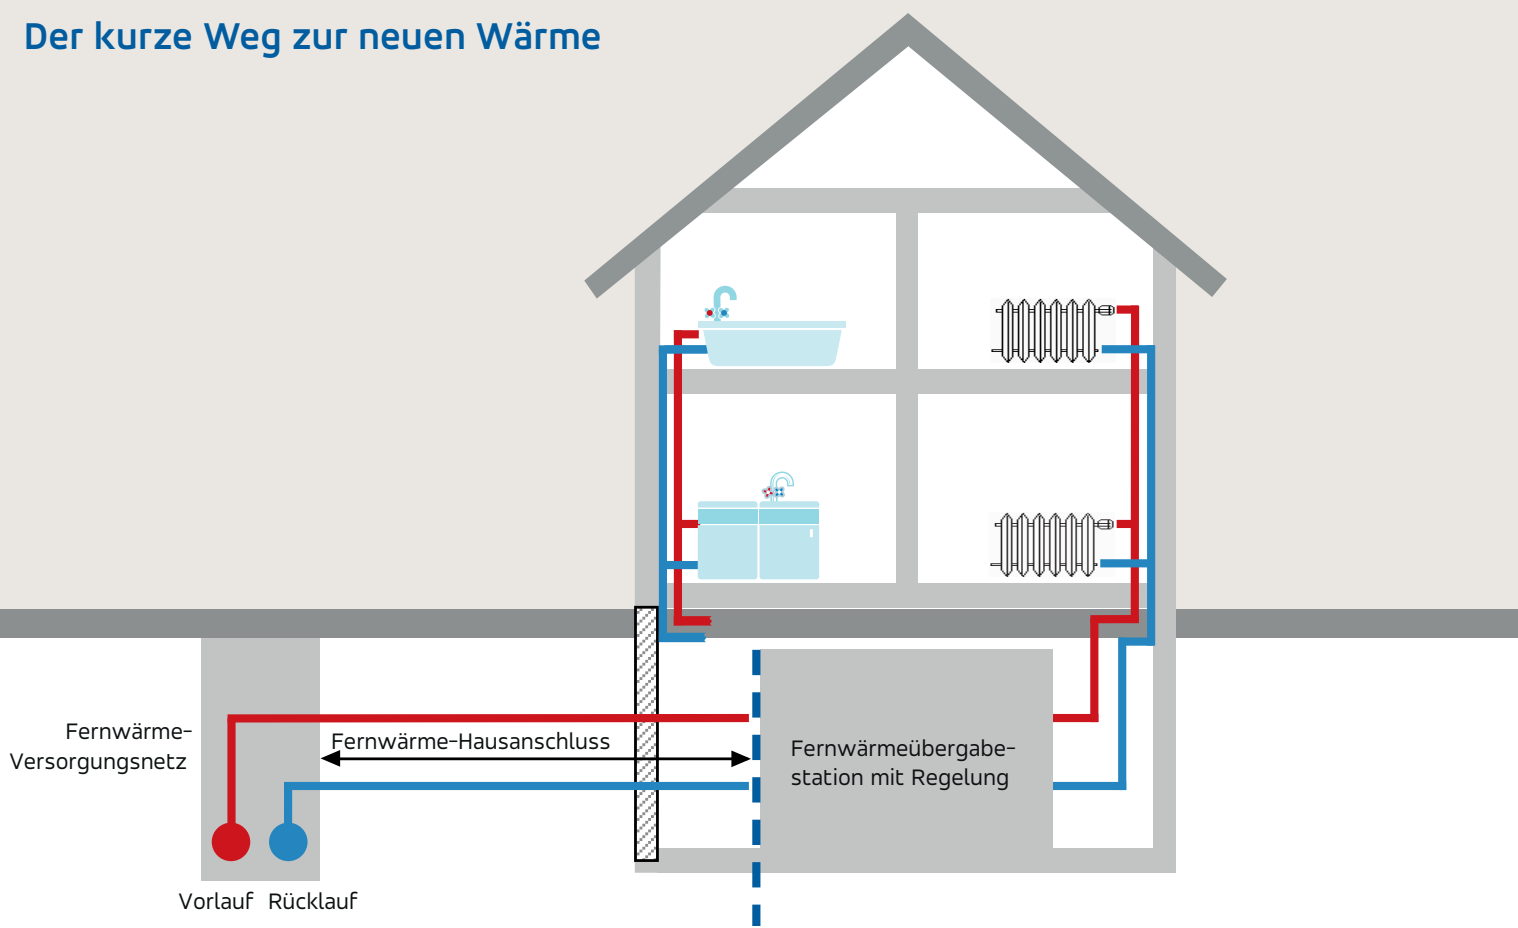 Der kurze Weg zur neuen Wärme
Fernwärme-
Versorgungsnetz
Fernwärme-Hausanschluss
Fernwärmeübergabe-
station mit Regelung
Vorlauf Rücklauf